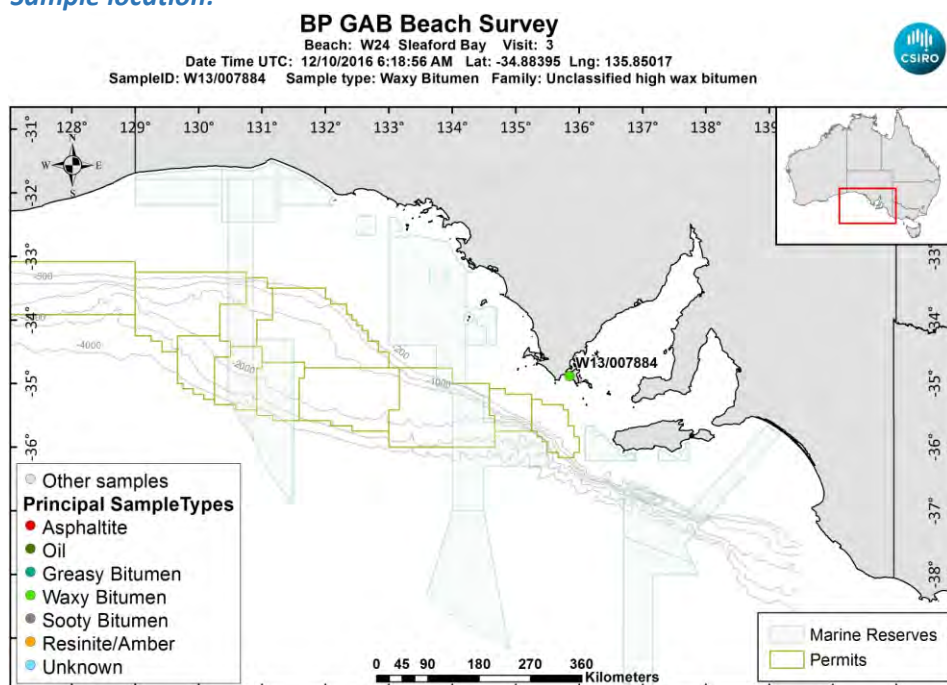 Sample location:
BP GAB Beach Survey
Beach: W24 Sleaford Bay Visit: 3
Date Time UTC: 12/10/2016 6:18:56 AM Lat: -34.88395 Lng: 135.85017
SampleID: W13/007884 Sample type: Waxy Bitumen Family: Unclassified high wax bitumen
CSIRO
128° 129° 130° 131° 132° 133° 134° 135° 136° 137° 138° 139
N
W E
S
-31°
-31°
-32°
-33°
-33°
-34°
-34°
-35°
-35°
-36°
-36°
-37°
-38°
-500
-4000
-2000
-200
-1000
W13/007884
Other samples
Principal SampleTypes
Asphaltite
Oil
Greasy Bitumen
Waxy Bitumen
Sooty Bitumen
Resinite/Amber
Unknown
0 45 90 180 270 360
Kilometers
Marine Reserves
Permits